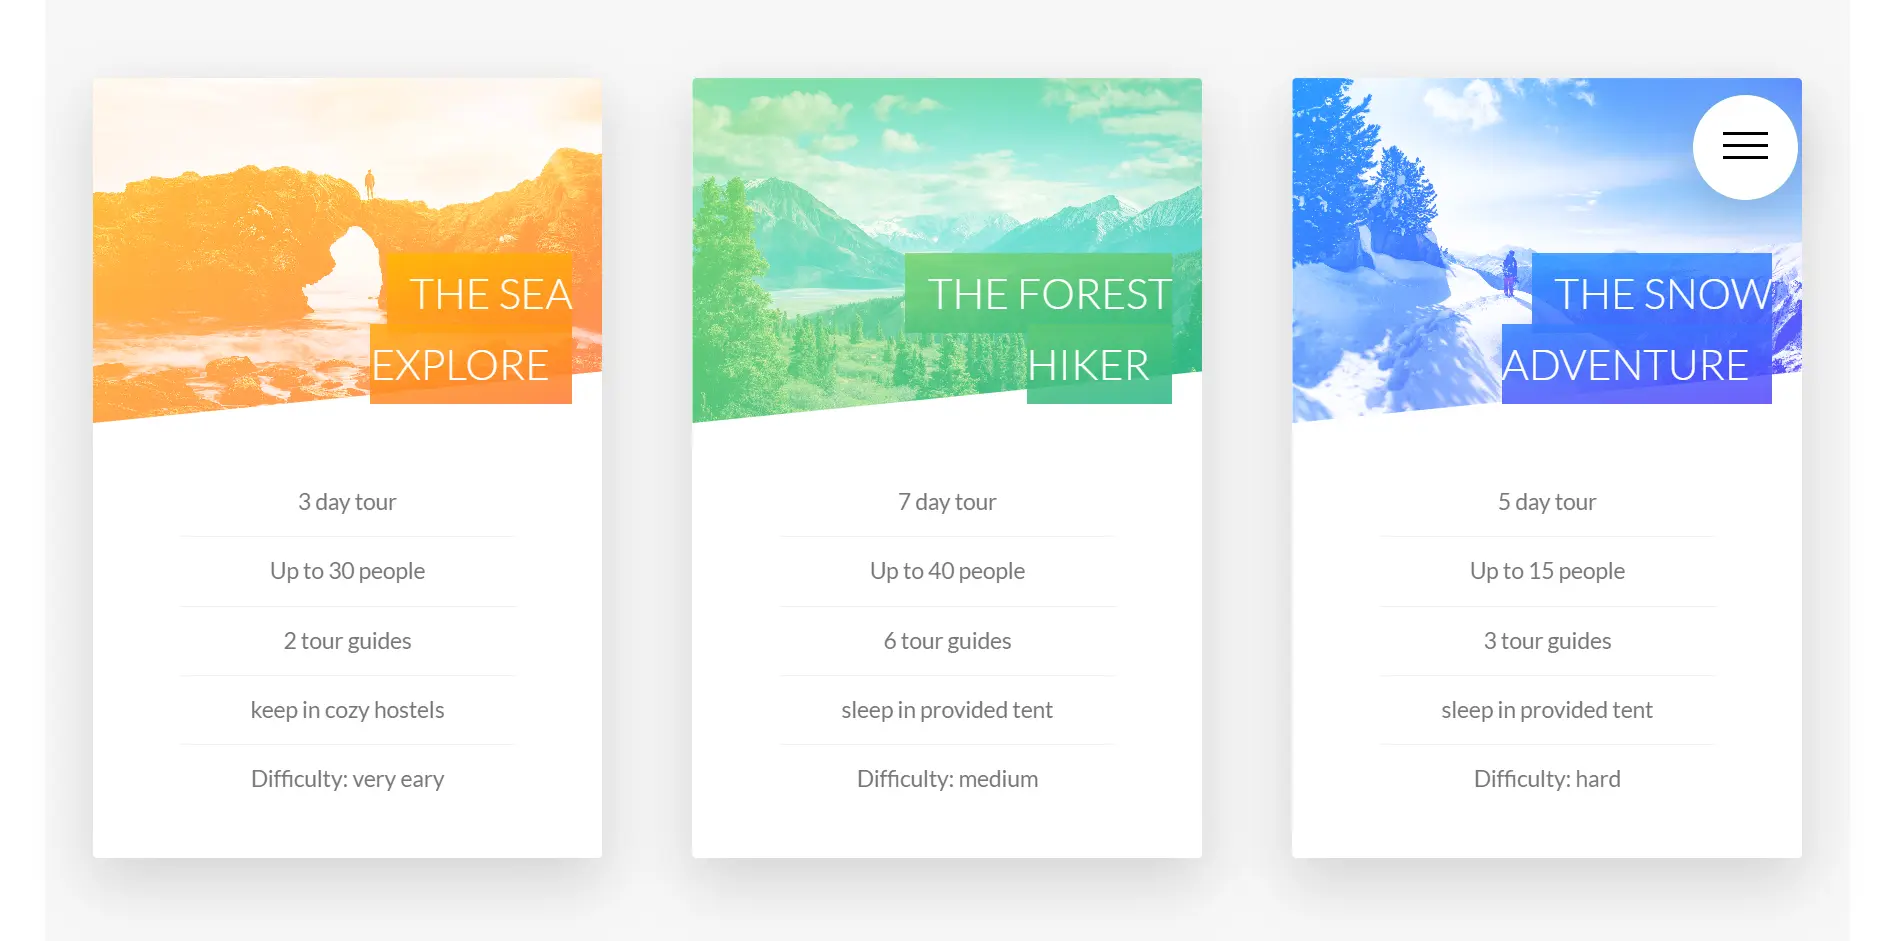 THE SEA
EXPLORE
3 day tour
Up to 30 people
2 tour guides
keep in cozy hostels
Difficulty: very eary
THE FOREST
HIKER
7 day tour
Up to 40 people
6 tour guides
sleep in provided tent
Difficulty: medium
THE SNOW
ADVENTURE
5 day tour
Up to 15 people
3 tour guides
sleep in provided tent
Difficulty: hard